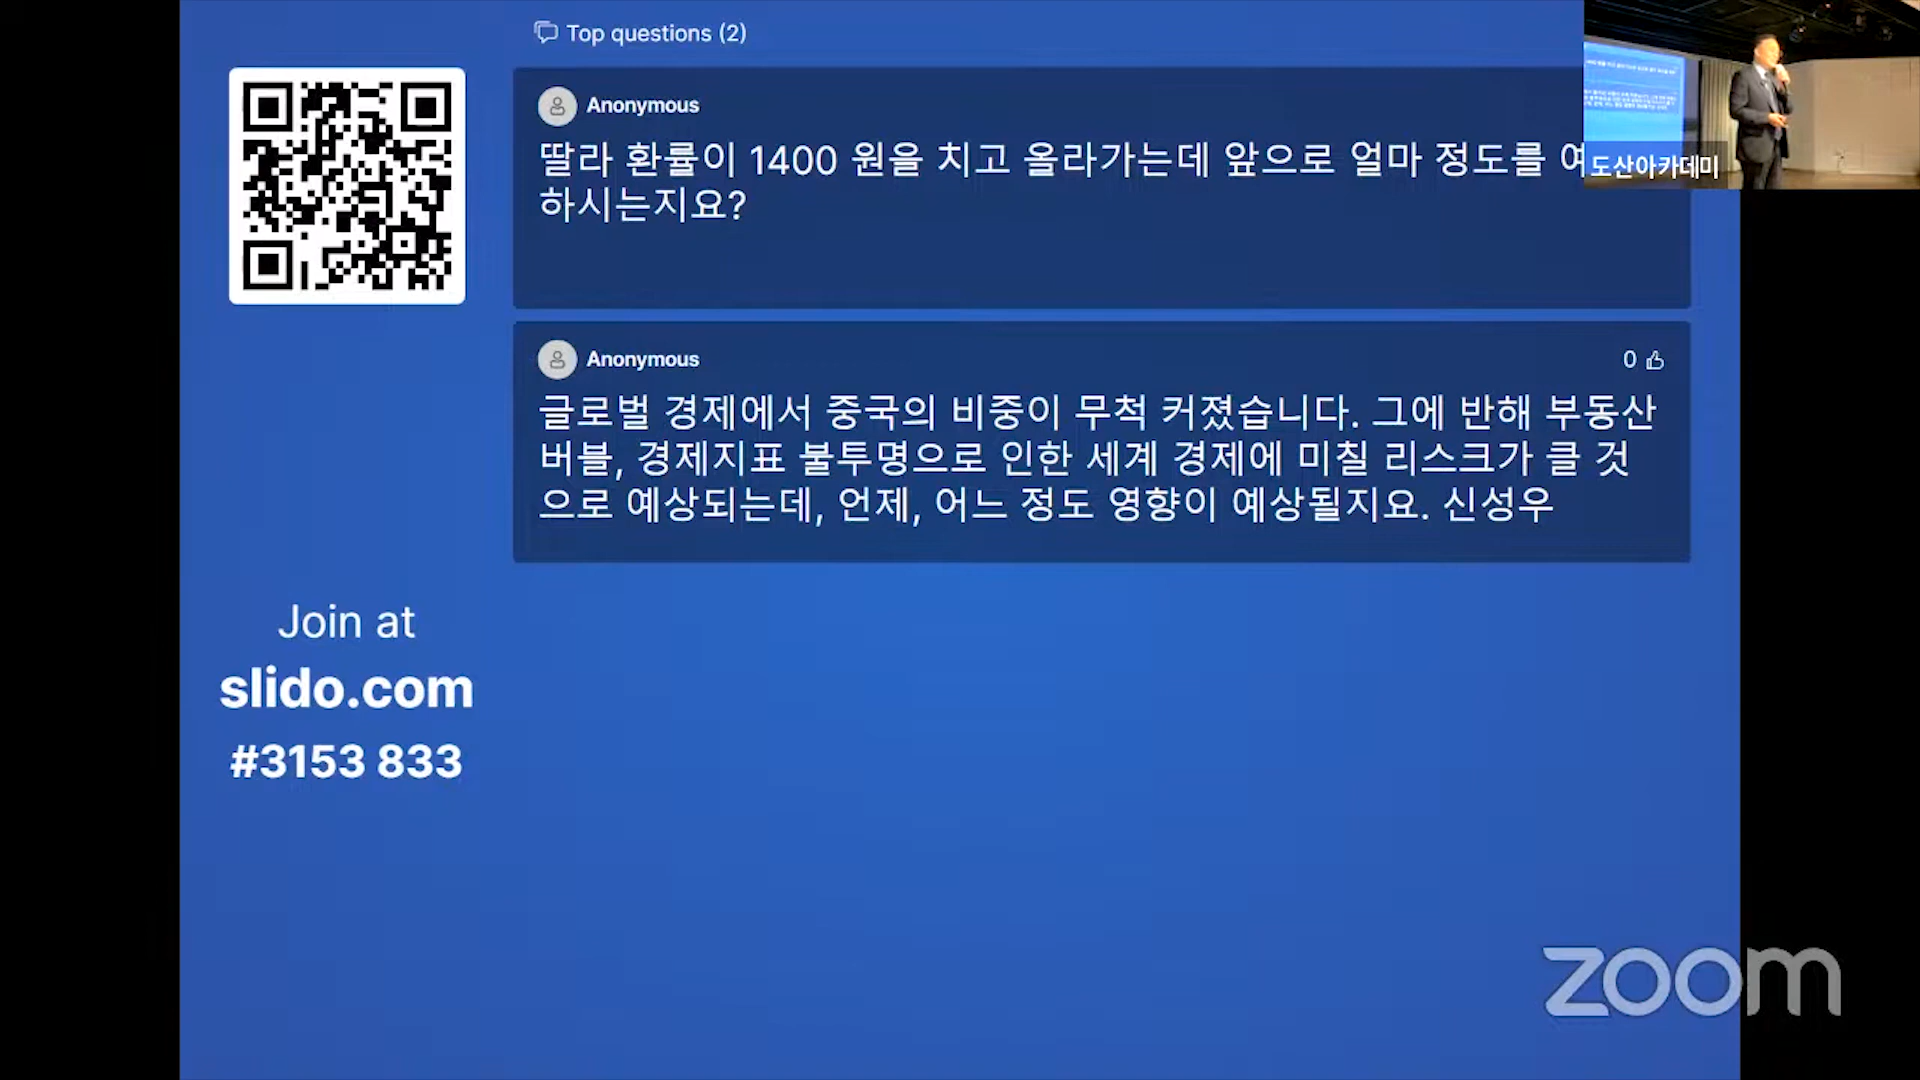 Top questions (2)
Anonymous
딸라 환률이 1400 원을 치고 올라가는데 앞으로 얼마 정도를 예
하시는지요?
도산아카데미
Anonymous
0
글로벌 경제에서 중국의 비중이 무척 커졌습니다. 그에 반해 부동산
버블, 경제지표 불투명으로 인한 세계 경제에 미칠 리스크가 클 것
으로 예상되는데, 언제, 어느 정도 영향이 예상될지요. 신성우
Join at
slido.com
#3153 833
zoom